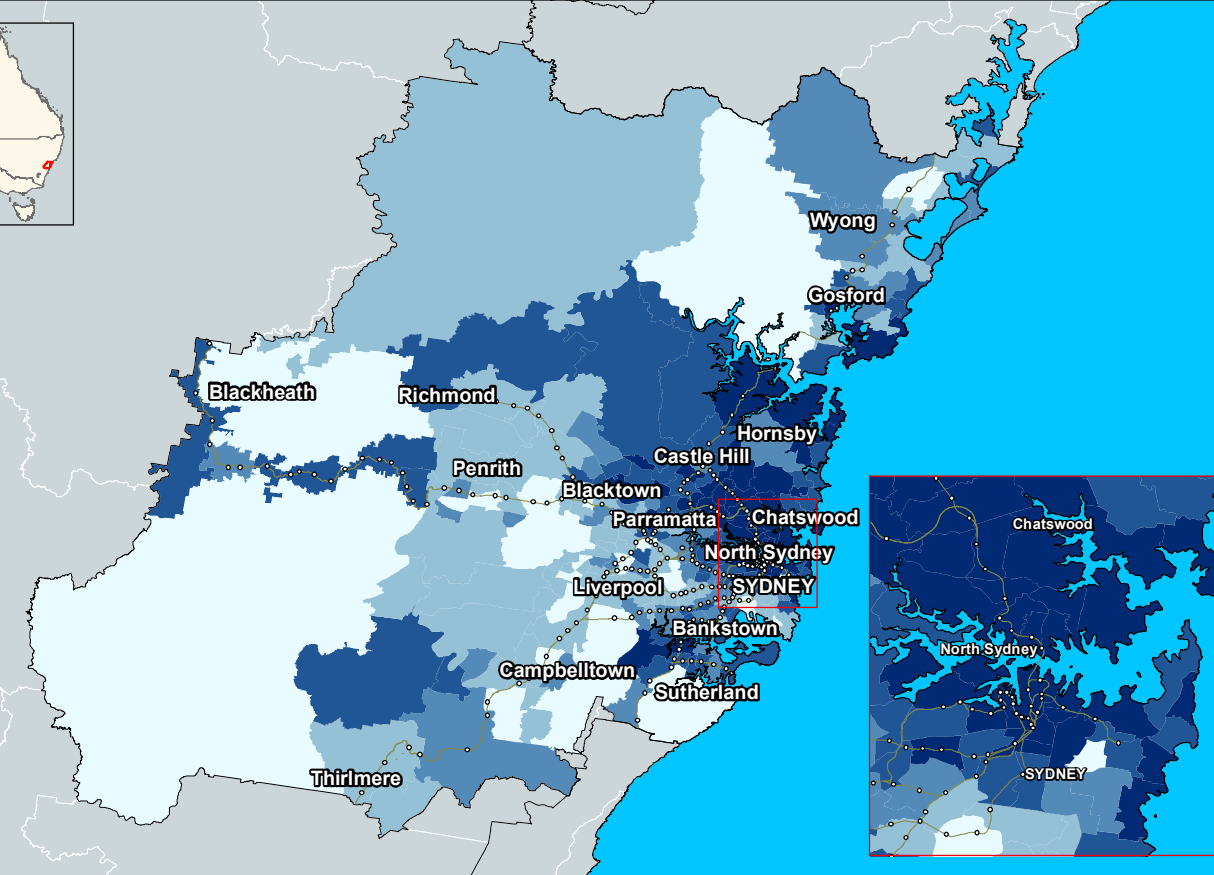 Wyong
Gosford
Blackheath
Richmond
Hornsby
Castle Hill
Penrith
Blacktown
Parramatta
Chatswood
North Sydney
Liverpool
SYDNEY
Bankstown
Campbelltown
Sutherland
Thirlmere
Chatswood
North Sydney
SYDNEY